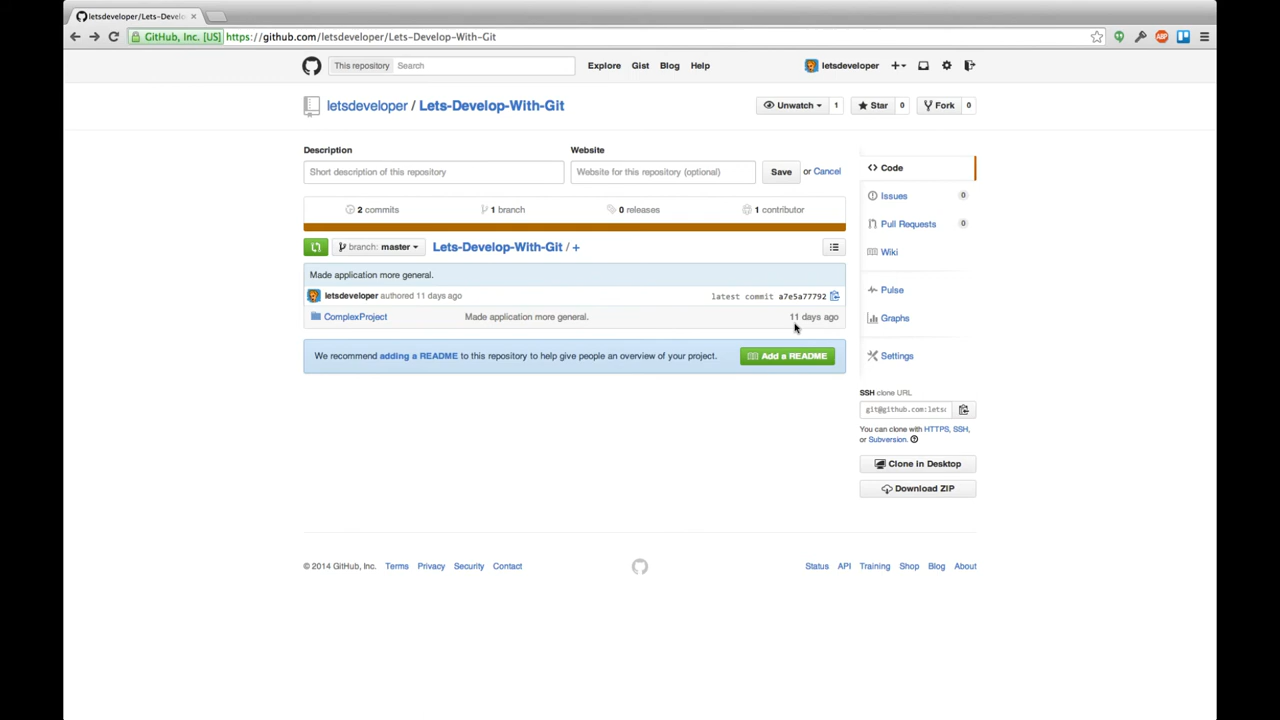 letsdeveloper/Lets-Develo
GitHub, Inc. [US] https://github.com/letsdeveloper/Lets-Develop-With-Git
This repository Search Explore Gist Blog Help letsdeveloper
letsdeveloper / Lets-Develop-With-Git Unwatch 1 Star 0 Fork 0
Description Website
Short description of this repository Website for this repository (optional) Save or Cancel
2 commits 1 branch 0 releases 1 contributor
branch: master Lets-Develop-With-Git / +
Made application more general.
letsdeveloper authored 11 days ago latest commit a7e5a77792
ComplexProject Made application more general. 11 days ago
We recommend adding a README to this repository to help give people an overview of your project. Add a README
Code
Issues 0
Pull Requests 0
Wiki
Pulse
Graphs
Settings
SSH clone URL
git@github.com:letsd
You can clone with HTTPS, SSH,
or Subversion.
Clone in Desktop
Download ZIP
© 2014 GitHub, Inc. Terms Privacy Security Contact Status API Training Shop Blog About
ABP